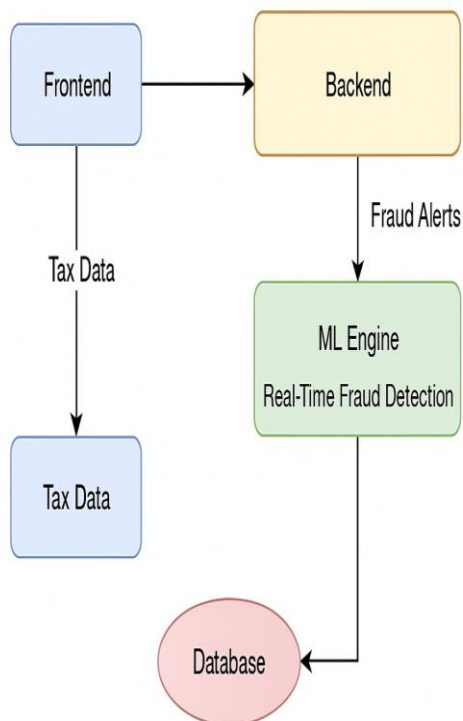 Frontend
Backend
Fraud Alerts
Tax Data
ML Engine
Real-Time Fraud Detection
Tax Data
Database